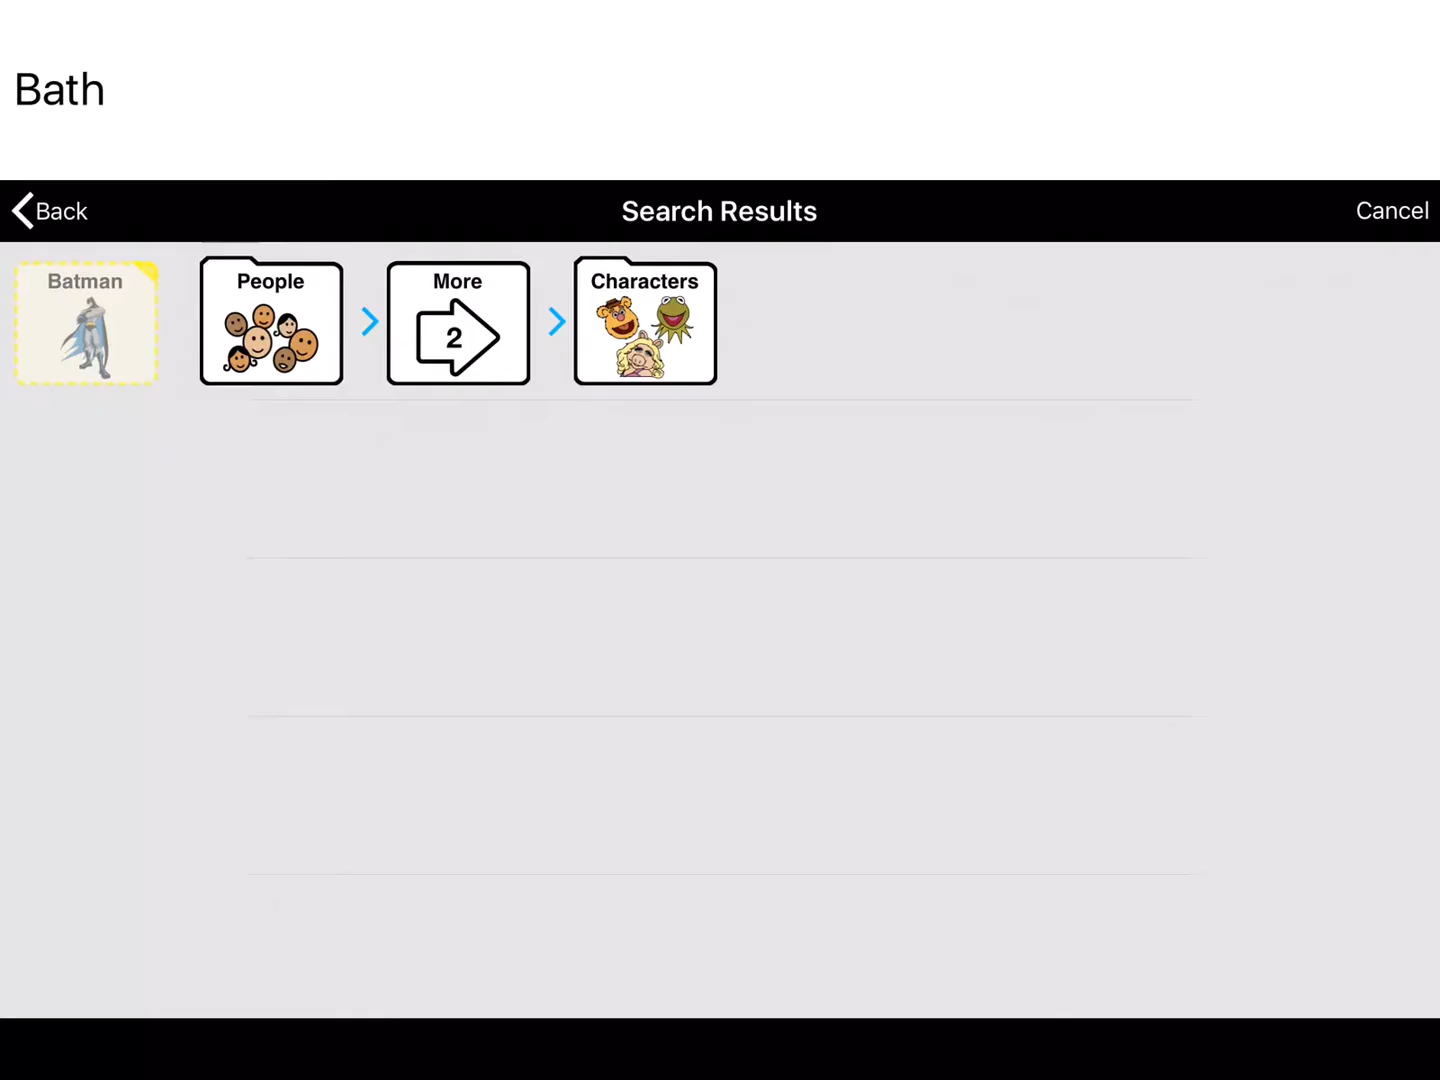 Bath
Back
Search Results
Cancel
Batman
People
More
2
Characters